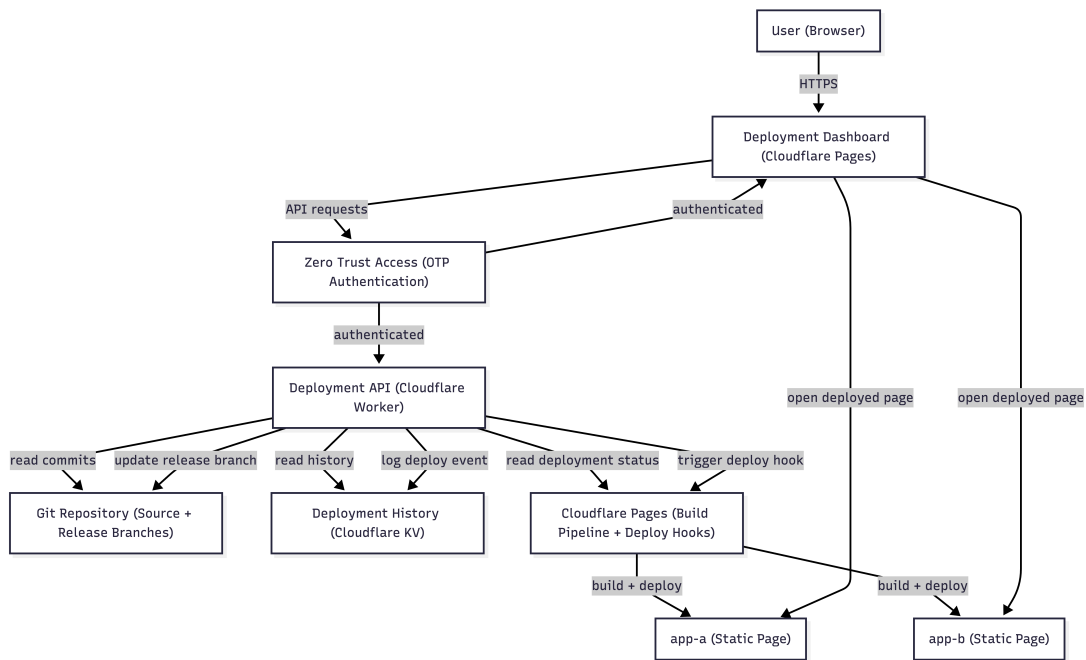 User (Browser)
HTTPS
Deployment Dashboard
(Cloudflare Pages)
API requests
authenticated
Zero Trust Access (OTP
Authentication)
authenticated
Deployment API (Cloudflare
Worker)
open deployed page
open deployed page
read commits
update release branch
read history
log deploy event
read deployment status
trigger deploy hook
Git Repository (Source +
Release Branches)
Deployment History
(Cloudflare KV)
Cloudflare Pages (Build
Pipeline + Deploy Hooks)
build + deploy
build + deploy
app-a (Static Page)
app-b (Static Page)